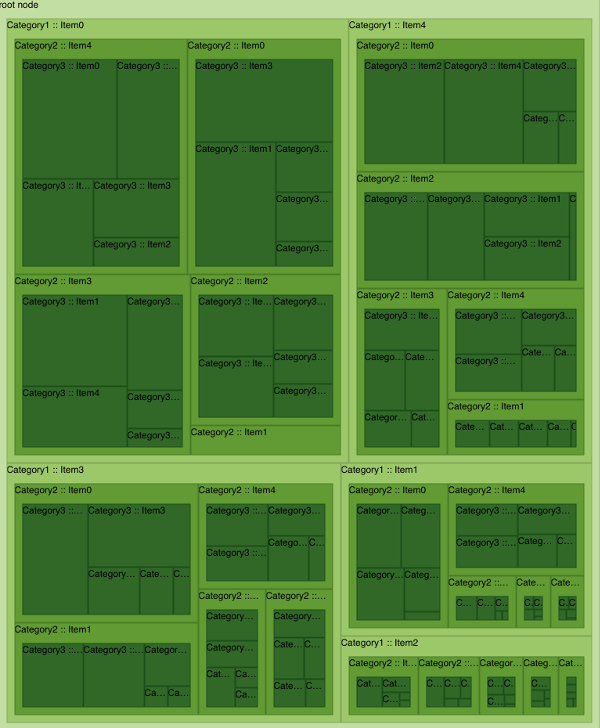 root node
Category1 :: Item0
Category2 :: Item4
Category3 :: Item0
Category3 ::...
Category3 :: It...
Category3 :: Item3
Category3 :: Item2
Category2 :: Item0
Category3 :: Item3
Category3 :: Item1
Category3...
Category3...
Category3...
Category2 :: Item3
Category3 :: Item1
Category3...
Category3 :: Item4
Category3...
Category3...
Category2 :: Item2
Category3 :: Ite...
Category3...
Category3 :: Ite...
Category3...
Category3...
Category2 :: Item1
Category1 :: Item4
Category2 :: Item0
Category3 :: Item2
Category3 :: Item4
Category3...
Categ...
C...
Category2 :: Item2
Category3 ::...
Category3...
Category3 :: Item1
C
Category3 :: Item2
Category2 :: Item3
Category3 :: Ite...
Catego...
Cate...
Categor...
Cat...
Category2 :: Item4
Category3 ::...
Category3...
Category3 ::...
Cate...
Ca...
Category2 :: Item1
Cate...
Cat...
Cat...
Ca...
C
Category1 :: Item3
Category2 :: Item0
Category3 ::...
Category3 :: Item3
Category...
Cate...
C...
Category2 :: Item4
Category3 ::...
Category3...
Category3 ::...
Catego...
C...
Category2 :: Item1
Category3 ::...
Category3 ::...
Categor...
Ca...
Ca...
Category2 ::...
Category...
Category...
Cat...
Ca...
Category2 ::...
Category...
Cate...
C...
Cate...
C...
Category1 :: Item1
Category2 :: Item0
Categor...
Categ...
Category...
Categ...
Category2 :: Item4
Category3 ::...
Category3...
Category3 ::...
Categ...
C...
Category2 ::...
C...
C...
C...
Cate...
C...
C...
Cate...
C
C
Category1 :: Item2
Category2 :: It...
Cat...
Cat...
C...
Category2 ::...
C...
C...
C...
Categor...
C...
C...
C...
Categ...
C...
C...
Cat...
C